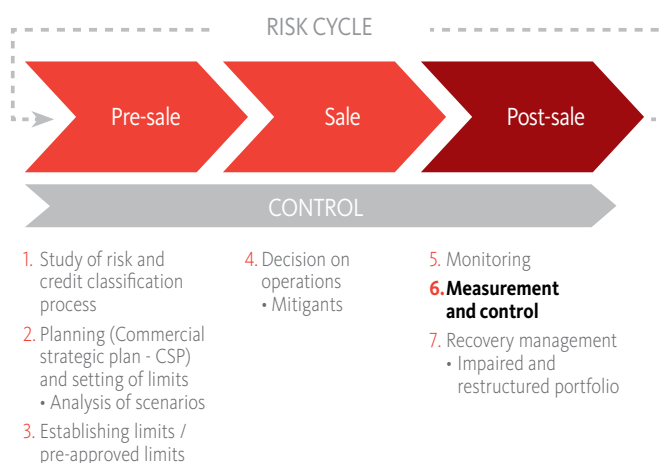 RISK CYCLE
Pre-sale
Sale
Post-sale
CONTROL
1. Study of risk and
credit classification
process
2. Planning (Commercial
strategic plan - CSP)
and setting of limits
• Analysis of scenarios
3. Establishing limits /
pre-approved limits
4. Decision on
operations
• Mitigants
5. Monitoring
6. Measurement
and control
7. Recovery management
• Impaired and
restructured portfolio